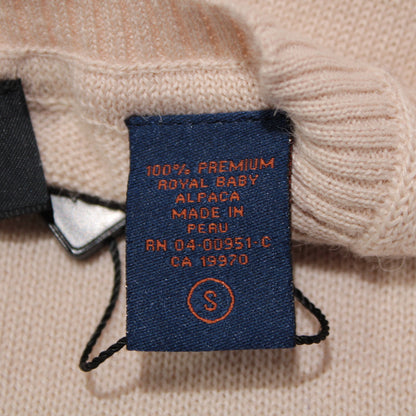 100% PREMIUM
ROYAL BABY
ALPACA
MADE IN
PERU
RN 04-00951-C
CA 19970
S